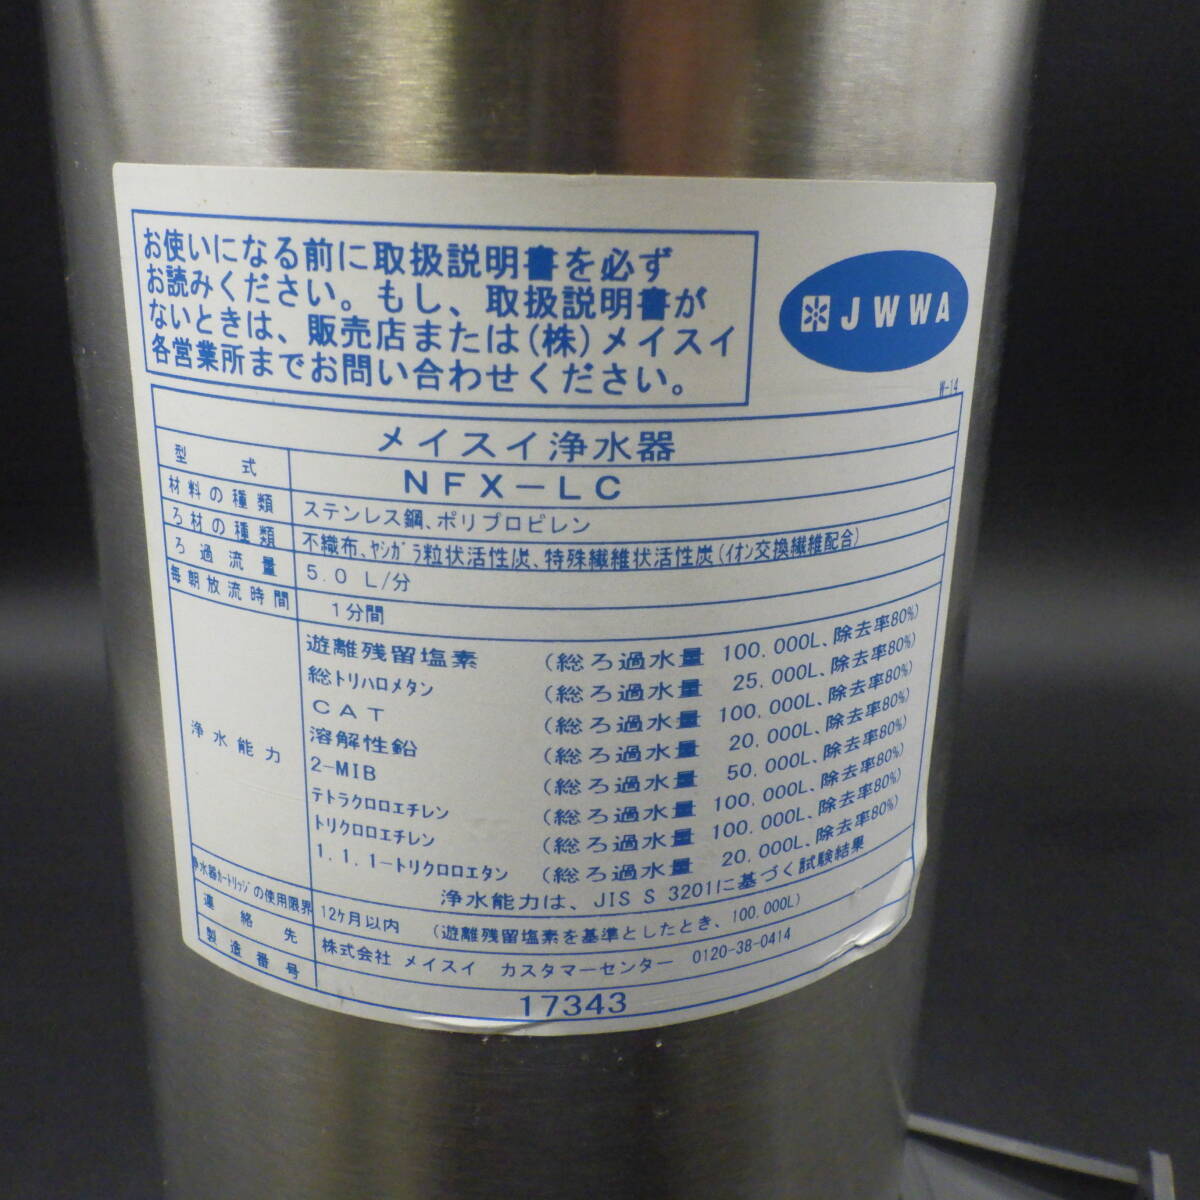 お使いになる前に取扱説明書を必ず
お読みください。もし、取扱説明書が
ないときは、販売店または(株)メイスイ
各営業所までお問い合わせください。
JWWA
W-14
メイスイ浄水器
型 式 NFX-LC
材料の種類 ステンレス鋼、ポリプロピレン
ろ材の種類 不織布、ヤシガラ粒状活性炭、特殊繊維状活性炭(イオン交換繊維配合)
ろ過流量 5.0 L/分
毎朝放流時間 1分間
浄水能力
遊離残留塩素 (総ろ過水量 100,000L、除去率80%)
総トリハロメタン (総ろ過水量 25,000L、除去率80%)
CAT (総ろ過水量 100,000L、除去率80%)
溶解性鉛 (総ろ過水量 20,000L、除去率80%)
2-MIB (総ろ過水量 50,000L、除去率80%)
テトラクロロエチレン (総ろ過水量 100,000L、除去率80%)
トリクロロエチレン (総ろ過水量 100,000L、除去率80%)
1.1.1-トリクロロエタン (総ろ過水量 20,000L、除去率80%)
浄水能力は、JIS S 3201に基づく試験結果
浄水器カートリッジの使用限界 12ケ月以内 (遊離残留塩素を基準としたとき、100,000L)
連絡先 株式会社 メイスイ カスタマーセンター 0120-38-0414
製造番号 17343